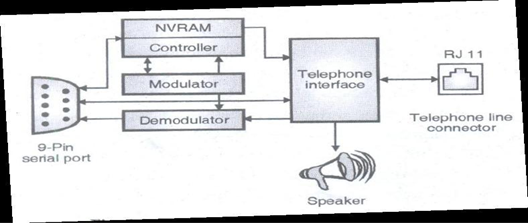 NVRAM
Controller
Modulator
Demodulator
9-Pin
serial port
Telephone
interface
RJ 11
Telephone line
connector
Speaker